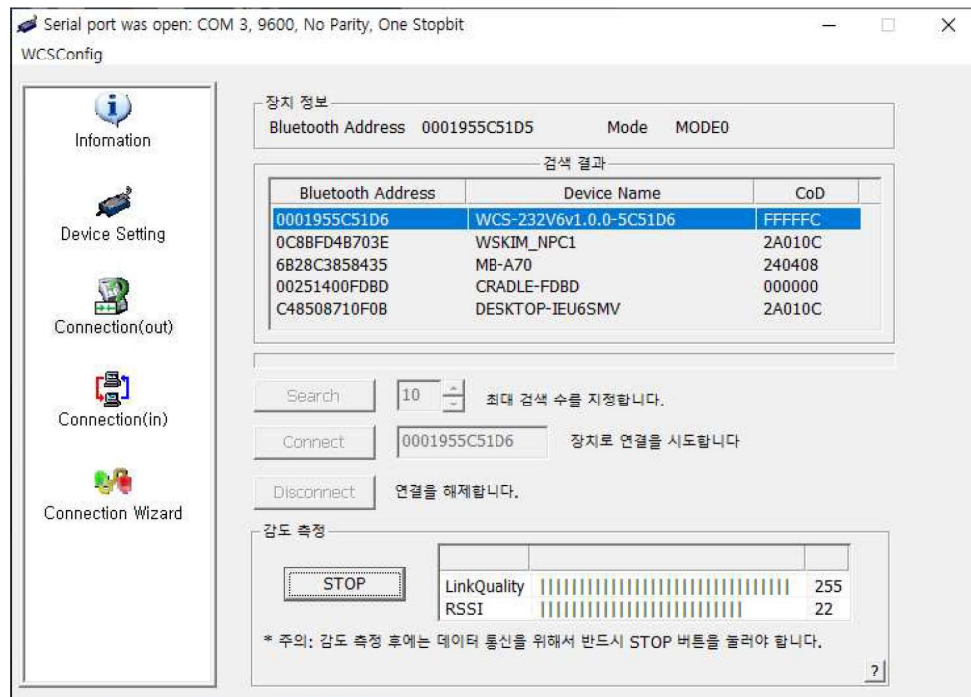 Serial port was open: COM 3, 9600, No Parity, One Stopbit
WCSConfig
Infomation
Device Setting
Connection(out)
Connection(in)
Connection Wizard
장치 정보
Bluetooth Address 0001955C51D5 Mode MODE0
검색 결과
Bluetooth Address Device Name CoD
0001955C51D6 WCS-232V6v1.0.0-5C51D6 FFFFFC
0C8BFD4B703E WSKIM_NPC1 2A010C
6B28C3858435 MB-A70 240408
00251400FDBD CRADLE-FDBD 000000
C48508710F0B DESKTOP-IEU6SMV 2A010C
Search 10 최대 검색 수를 지정합니다.
Connect 0001955C51D6 장치로 연결을 시도합니다
Disconnect 연결을 해제합니다.
감도 측정
STOP
LinkQuality 255
RSSI 22
* 주의: 감도 측정 후에는 데이터 통신을 위해서 반드시 STOP 버튼을 눌러야 합니다.
?